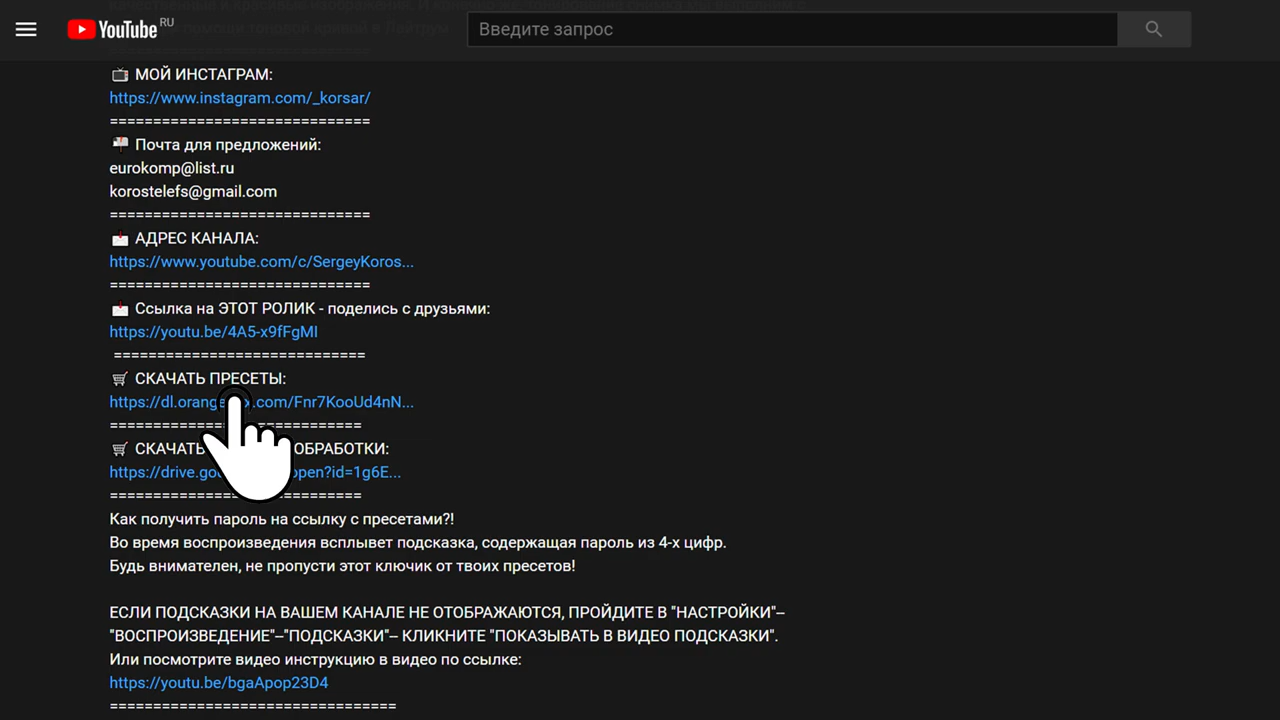 YouTube RU
Введите запрос
МОЙ ИНСТАГРАМ:
https://www.instagram.com/_korsar/
==============================
Почта для предложений:
eurokomp@list.ru
korostelefs@gmail.com
==============================
АДРЕС КАНАЛА:
https://www.youtube.com/c/SergeyKoros...
==============================
Ссылка на ЭТОТ РОЛИК - поделись с друзьями:
https://youtu.be/4A5-x9fFgMI
=============================
СКАЧАТЬ ПРЕСЕТЫ:
.com/Fnr7KooUd4nN...
=============================
СКАЧАТЬ ОБРАБОТКИ:
open?id=1g6E...
=============================
Как получить пароль на ссылку с пресетами?!
Во время воспроизведения всплывет подсказка, содержащая пароль из 4-х цифр.
Будь внимателен, не пропусти этот ключик от твоих пресетов!
ЕСЛИ ПОДСКАЗКИ НА ВАШЕМ КАНАЛЕ НЕ ОТОБРАЖАЮТСЯ, ПРОЙДИТЕ В "НАСТРОЙКИ"--
"ВОСПРОИЗВЕДЕНИЕ"--"ПОДСКАЗКИ"-- КЛИКНИТЕ "ПОКАЗЫВАТЬ В ВИДЕО ПОДСКАЗКИ".
Или посмотрите видео инструкцию в видео по ссылке:
https://youtu.be/bgaApop23D4
=================================